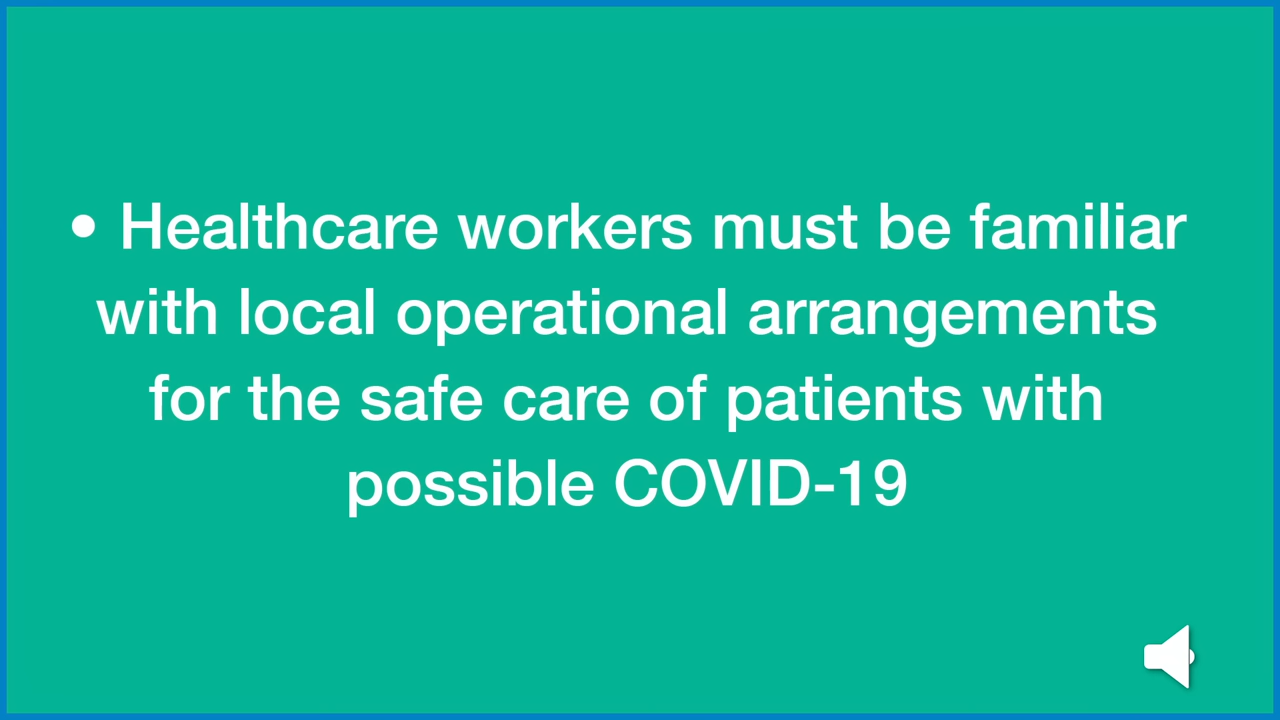 • Healthcare workers must be familiar
with local operational arrangements
for the safe care of patients with
possible COVID-19